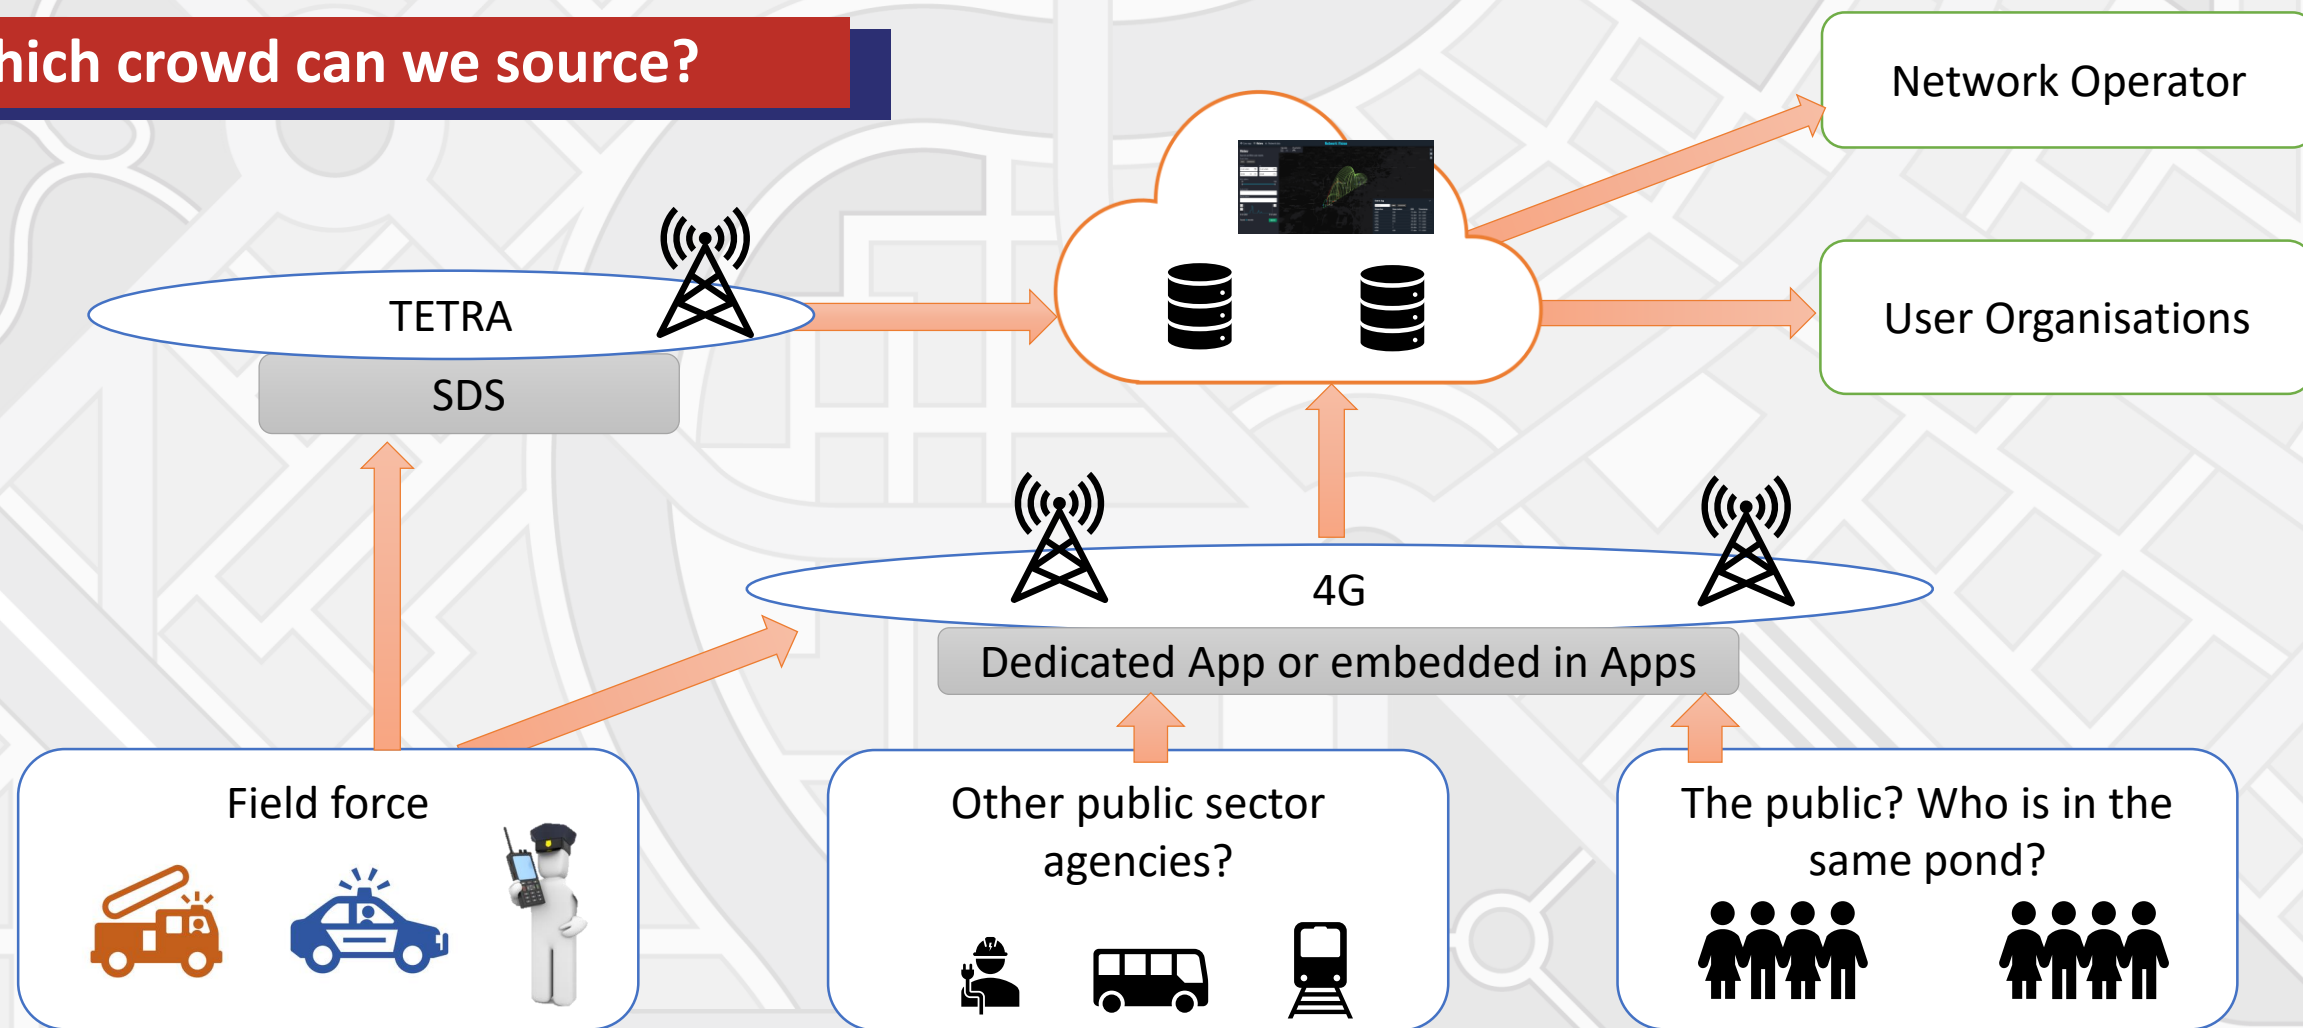 hich crowd can we source?
Network Operator
TETRA
User Organisations
SDS
4G
Dedicated App or embedded in Apps
Field force
Other public sector
agencies?
The public? Who is in the
same pond?